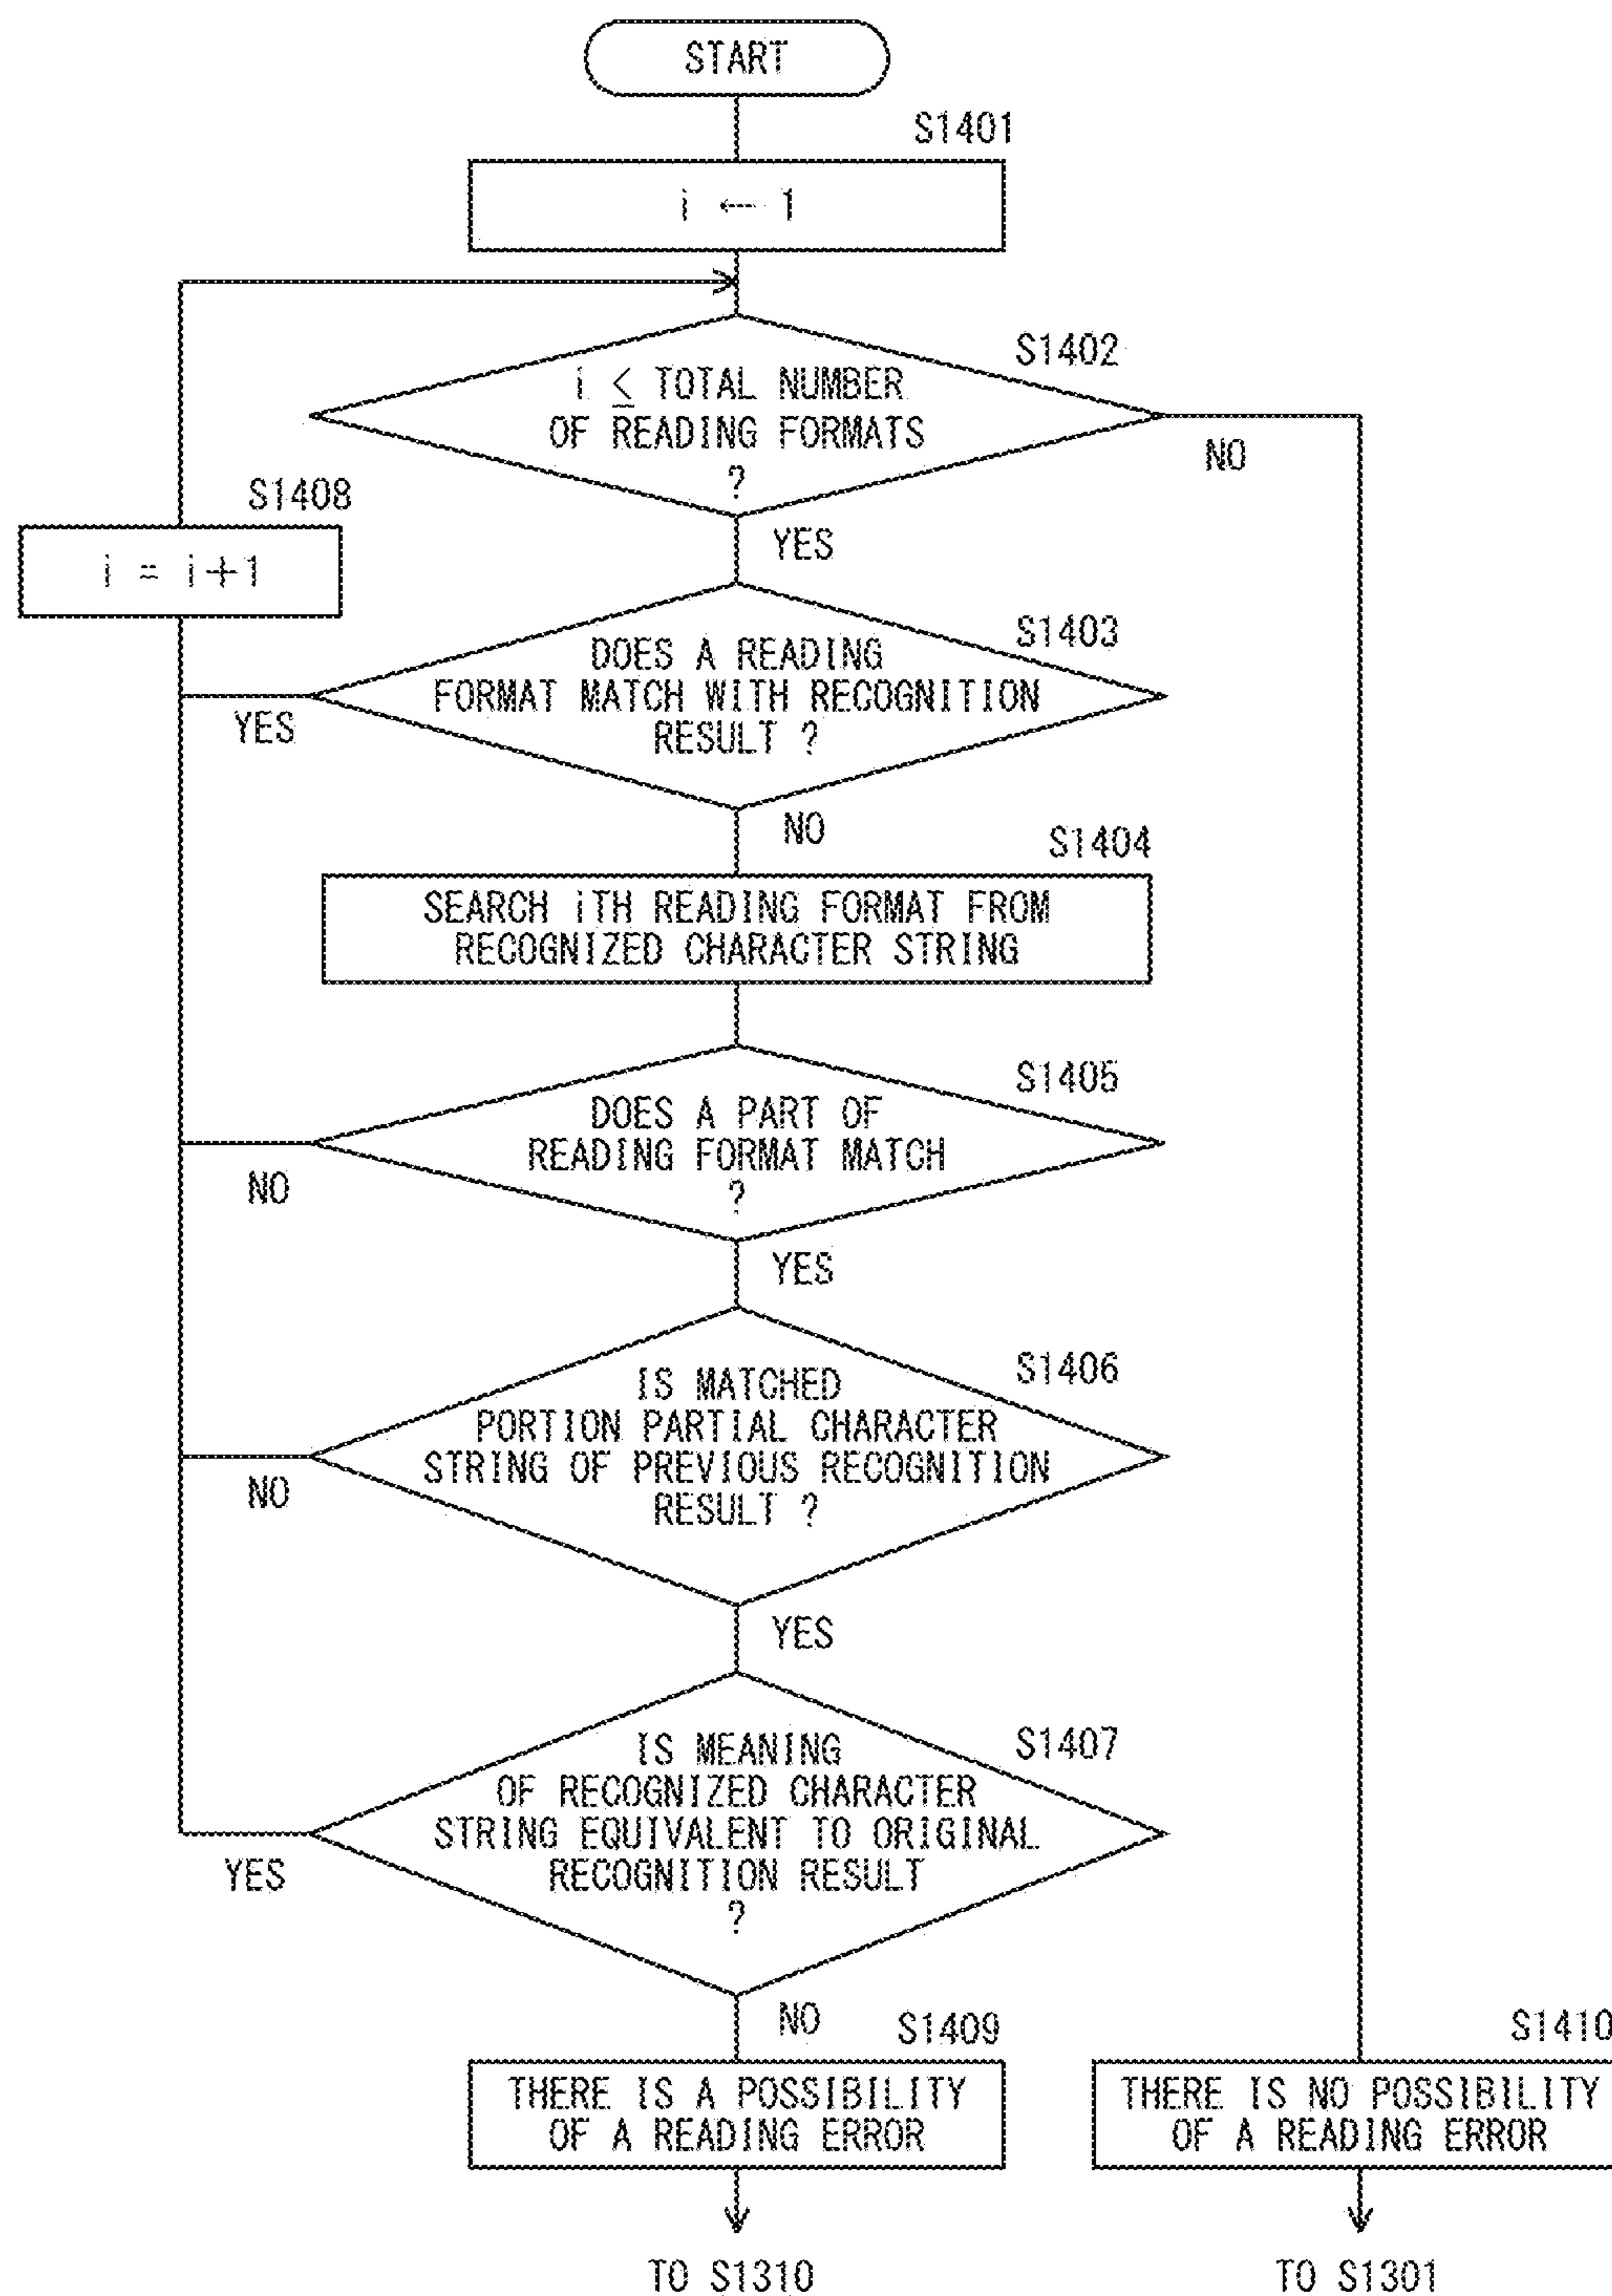 START
S1401
i ← 1
S1402
i ≤ TOTAL NUMBER
OF READING FORMATS
?
NO
YES
S1408
i = i+1
S1403
DOES A READING
FORMAT MATCH WITH RECOGNITION
RESULT ?
YES
NO
S1404
SEARCH iTH READING FORMAT FROM
RECOGNIZED CHARACTER STRING
S1405
DOES A PART OF
READING FORMAT MATCH
?
NO
YES
S1406
IS MATCHED
PORTION PARTIAL CHARACTER
STRING OF PREVIOUS RECOGNITION
RESULT ?
NO
YES
S1407
IS MEANING
OF RECOGNIZED CHARACTER
STRING EQUIVALENT TO ORIGINAL
RECOGNITION RESULT
?
YES
NO
S1409
THERE IS A POSSIBILITY
OF A READING ERROR
TO S1310
S1410
THERE IS NO POSSIBILITY
OF A READING ERROR
TO S1301